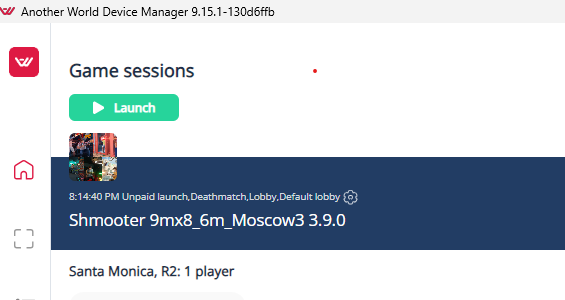 Another World Device Manager 9.15.1-130d6ffb
Game sessions
Launch
8:14:40 PM Unpaid launch,Deathmatch,Lobby,Default lobby
Shmooter 9mx8_6m_Moscow3 3.9.0
Santa Monica, R2: 1 player